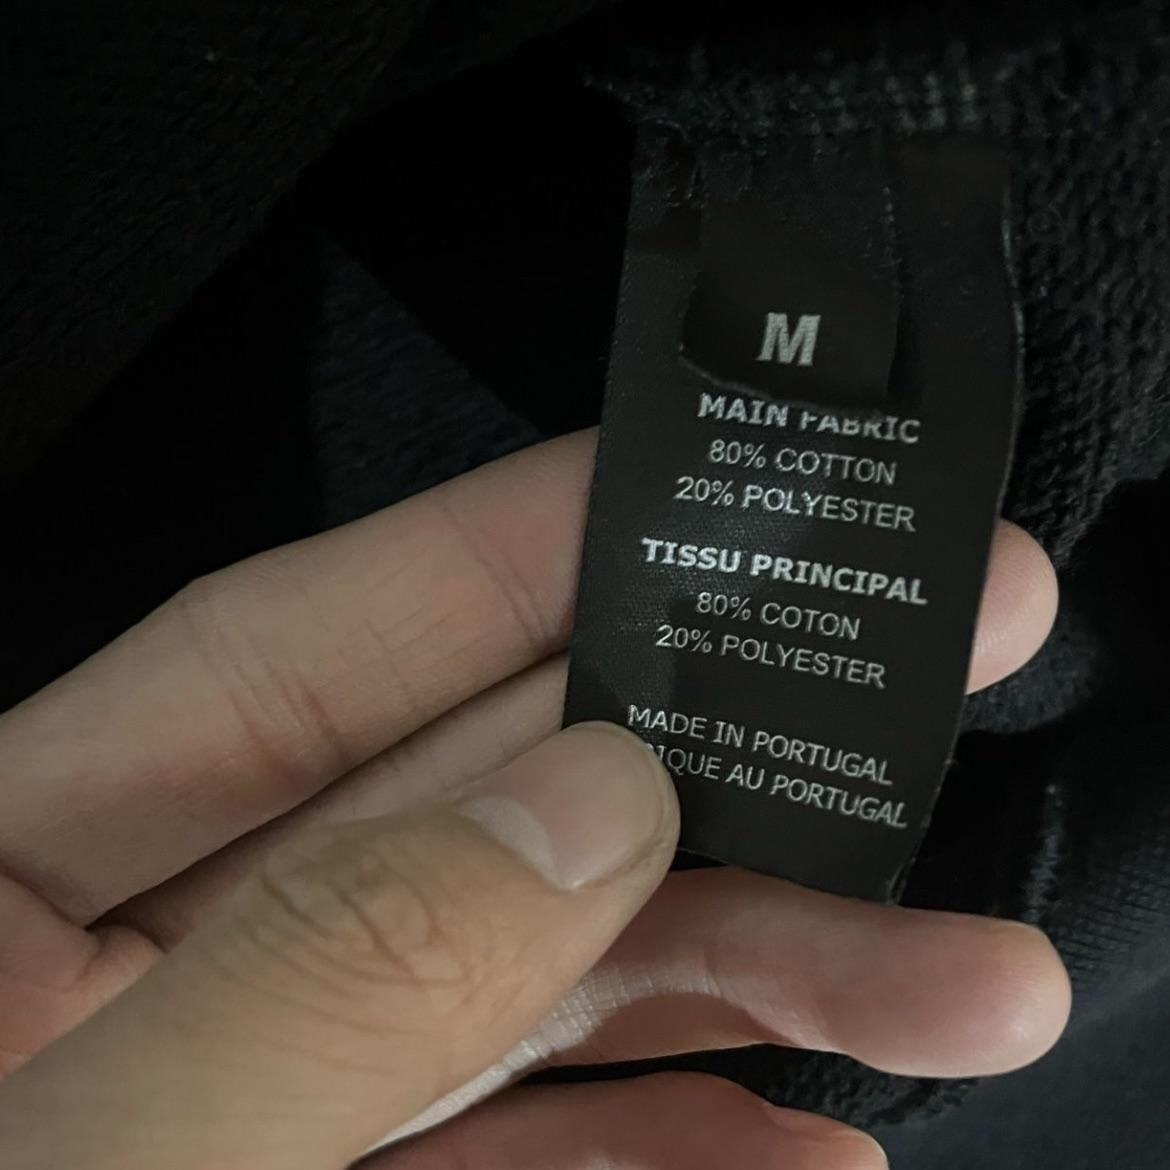 M
MAIN FABRIC
80% COTTON
20% POLYESTER
TISSU PRINCIPAL
80% COTON
20% POLYESTER
MADE IN PORTUGAL
AU PORTUGAL